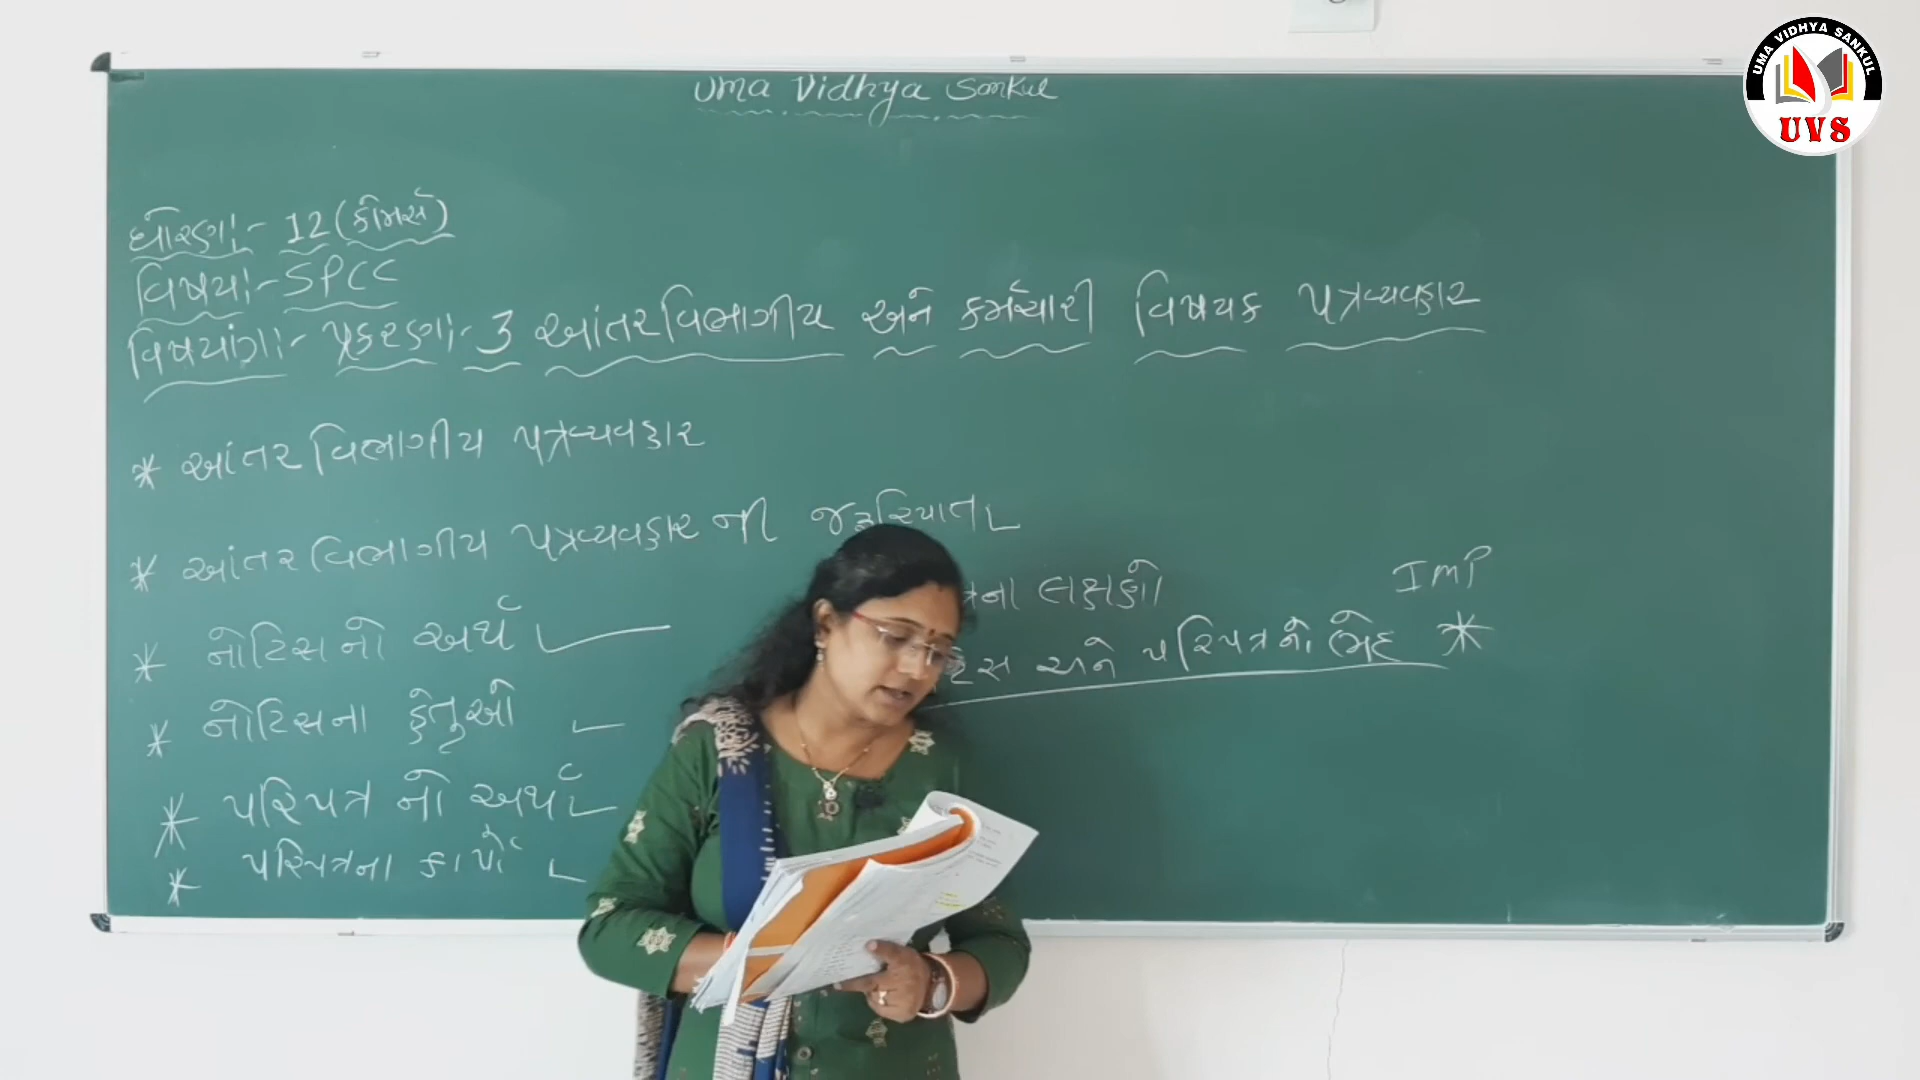 Uma Vidhya Sankul
UMA VIDHYA SANKUL
UVS
ધોરણ:- 12 (કોમર્સ)
વિષય:- SPCC
વિષયાંગ:- પ્રકરણ:- 3 આંતરવિભાગીય અને કર્મચારી વિષયક પત્રવ્યવહાર
* આંતરવિભાગીય પત્રવ્યવહાર
* આંતરવિભાગીય પત્રવ્યવહાર ની જરૂરિયાત
* નોટિસનો અર્થ
* નોટિસના હેતુઓ
* પરિપત્ર નો અર્થ
* પરિપત્રના કાર્યો
લક્ષણો
IMP
અને પરિપત્રનો ભેદ *